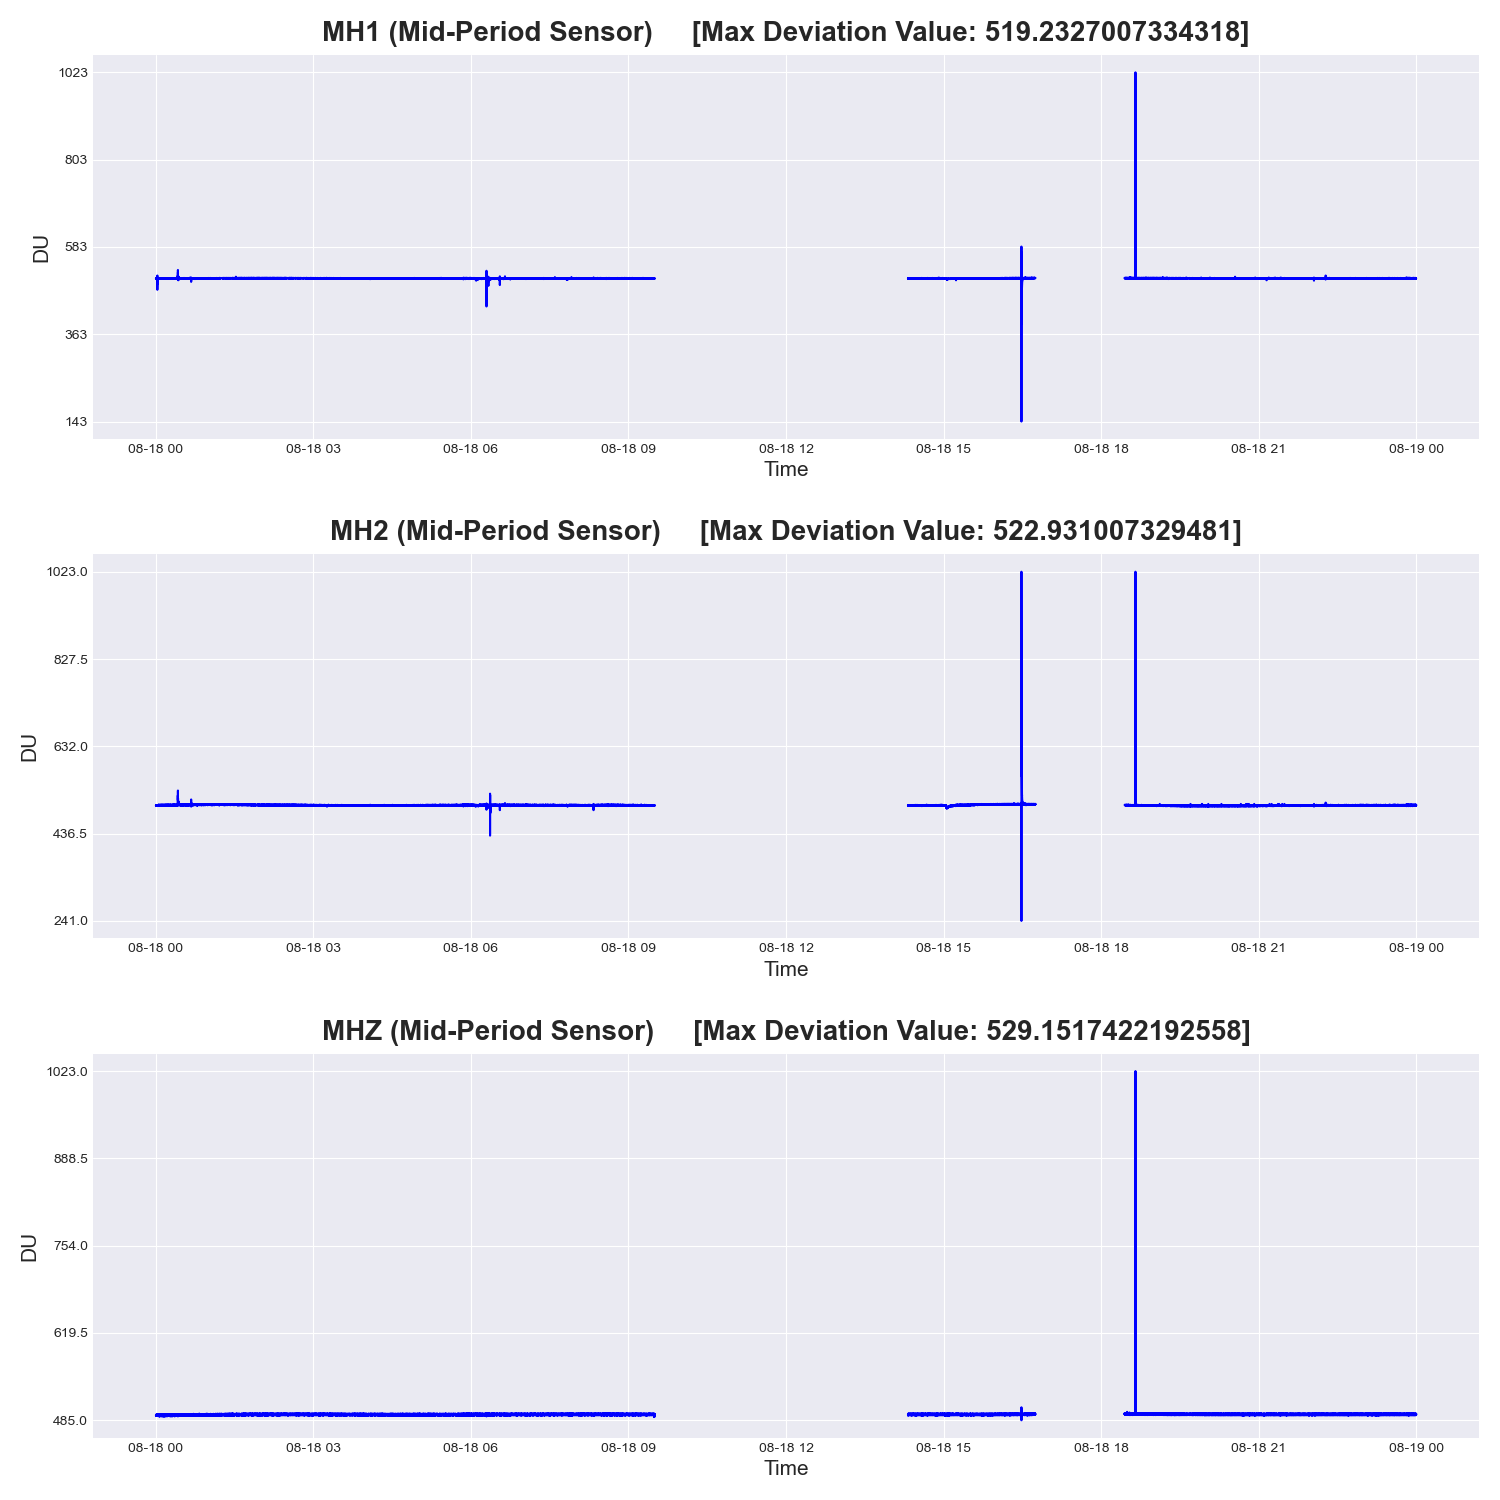 MH1 (Mid-Period Sensor) [Max Deviation Value: 519.2327007334318]
1023
803
583
363
143
DU
08-18 00 08-18 03 08-18 06 08-18 09 08-18 12 08-18 15 08-18 18 08-18 21 08-19 00
Time
MH2 (Mid-Period Sensor) [Max Deviation Value: 522.931007329481]
1023.0
827.5
632.0
436.5
241.0
DU
08-18 00 08-18 03 08-18 06 08-18 09 08-18 12 08-18 15 08-18 18 08-18 21 08-19 00
Time
MHZ (Mid-Period Sensor) [Max Deviation Value: 529.1517422192558]
1023.0
888.5
754.0
619.5
485.0
DU
08-18 00 08-18 03 08-18 06 08-18 09 08-18 12 08-18 15 08-18 18 08-18 21 08-19 00
Time